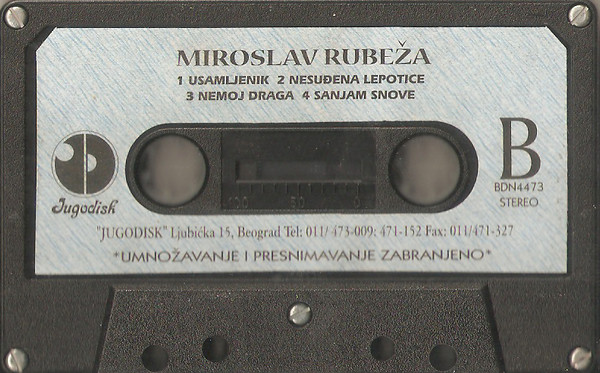 MIROSLAV RUBEŽA
1 USAMLJENIK 2 NESUĐENA LEPOTICE
3 NEMOJ DRAGA 4 SANJAM SNOVE
B
BDN4473
STEREO
Jugodisk
100 50 0
"JUGODISK" Ljubička 15, Beograd Tel: 011/ 473-009; 471-152 Fax: 011/471-327
*UMNOŽAVANJE I PRESNIMAVANJE ZABRANJENO*